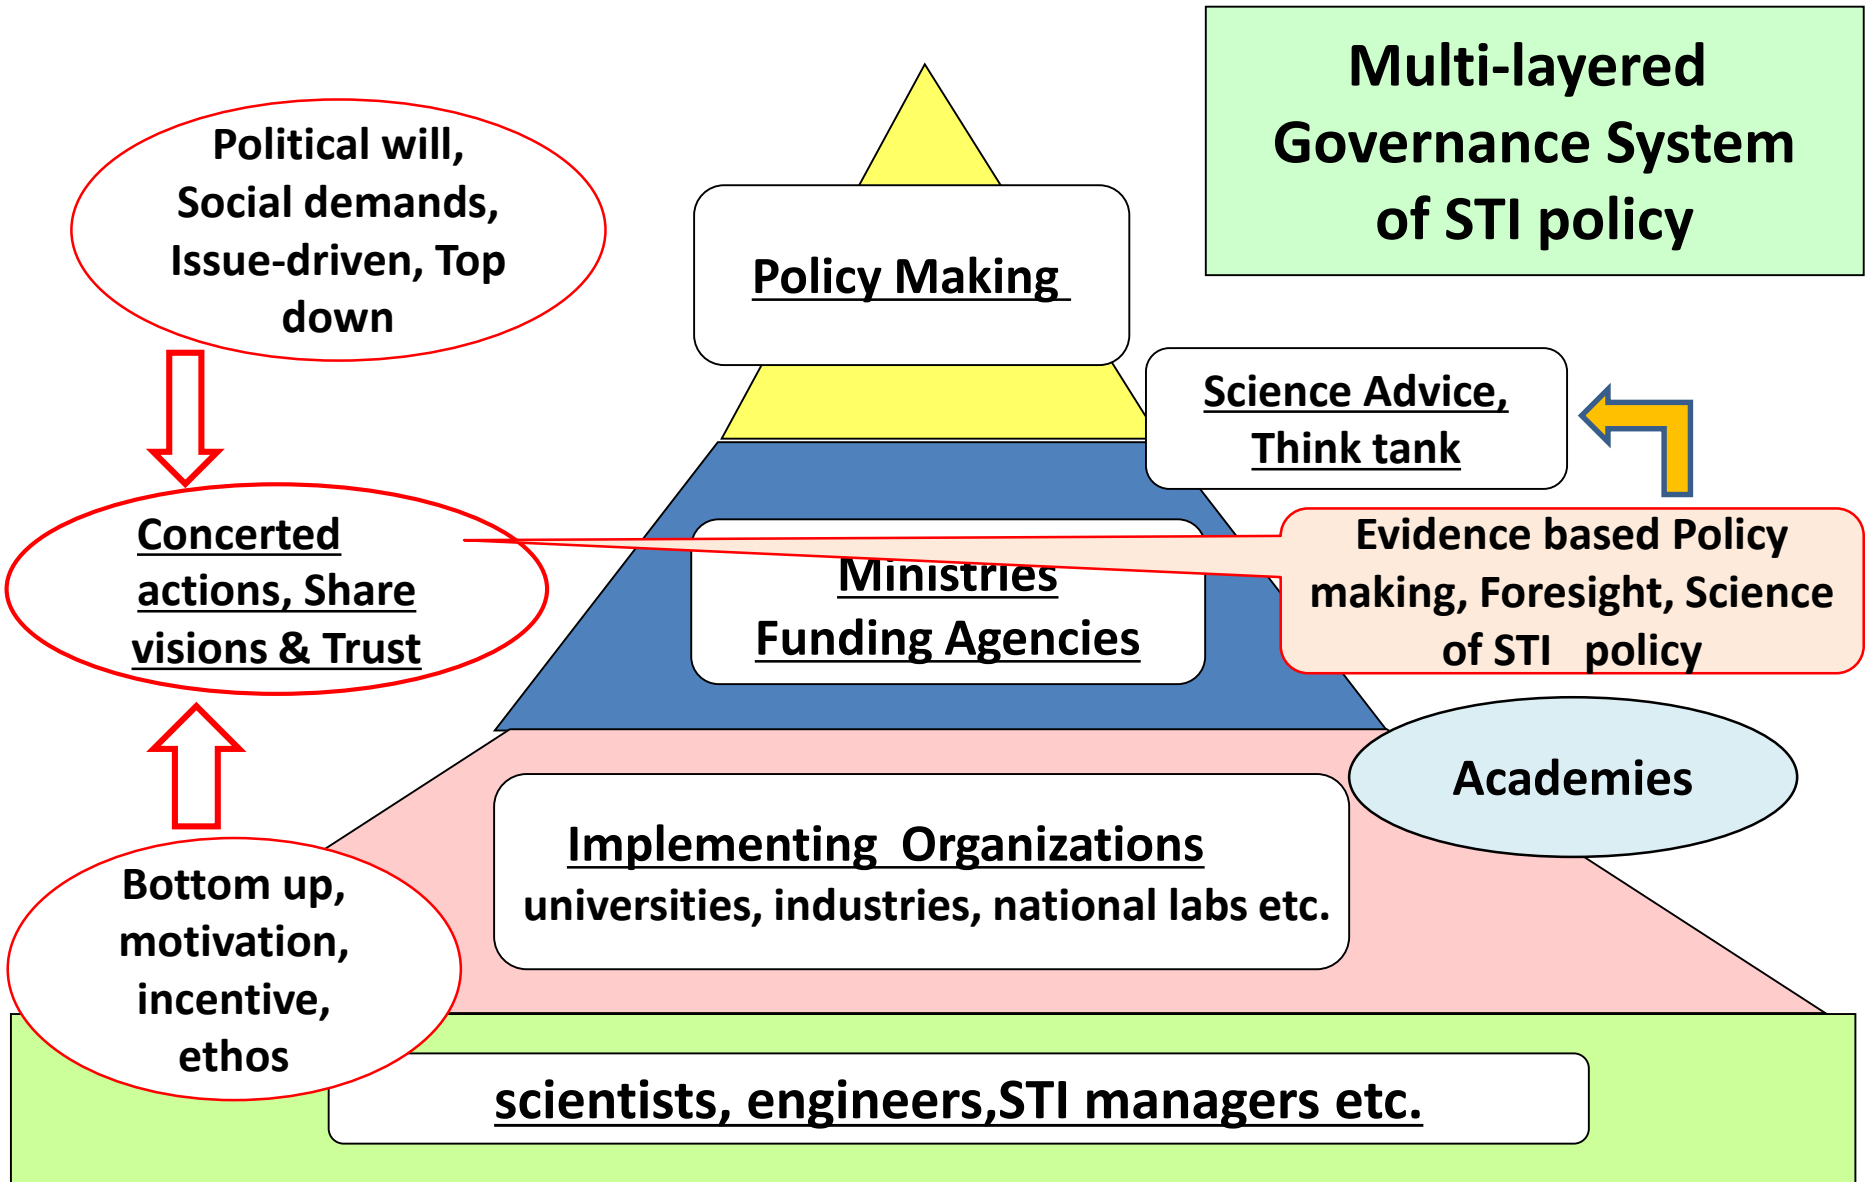 Multi-layered
Governance System
of STI policy
Political will,
Social demands,
Issue-driven, Top
down
Policy Making
Science Advice,
Think tank
Concerted
actions, Share
visions & Trust
Ministries
Funding Agencies
Evidence based Policy
making, Foresight, Science
of STI policy
Academies
Implementing Organizations
universities, industries, national labs etc.
Bottom up,
motivation,
incentive,
ethos
scientists, engineers,STI managers etc.